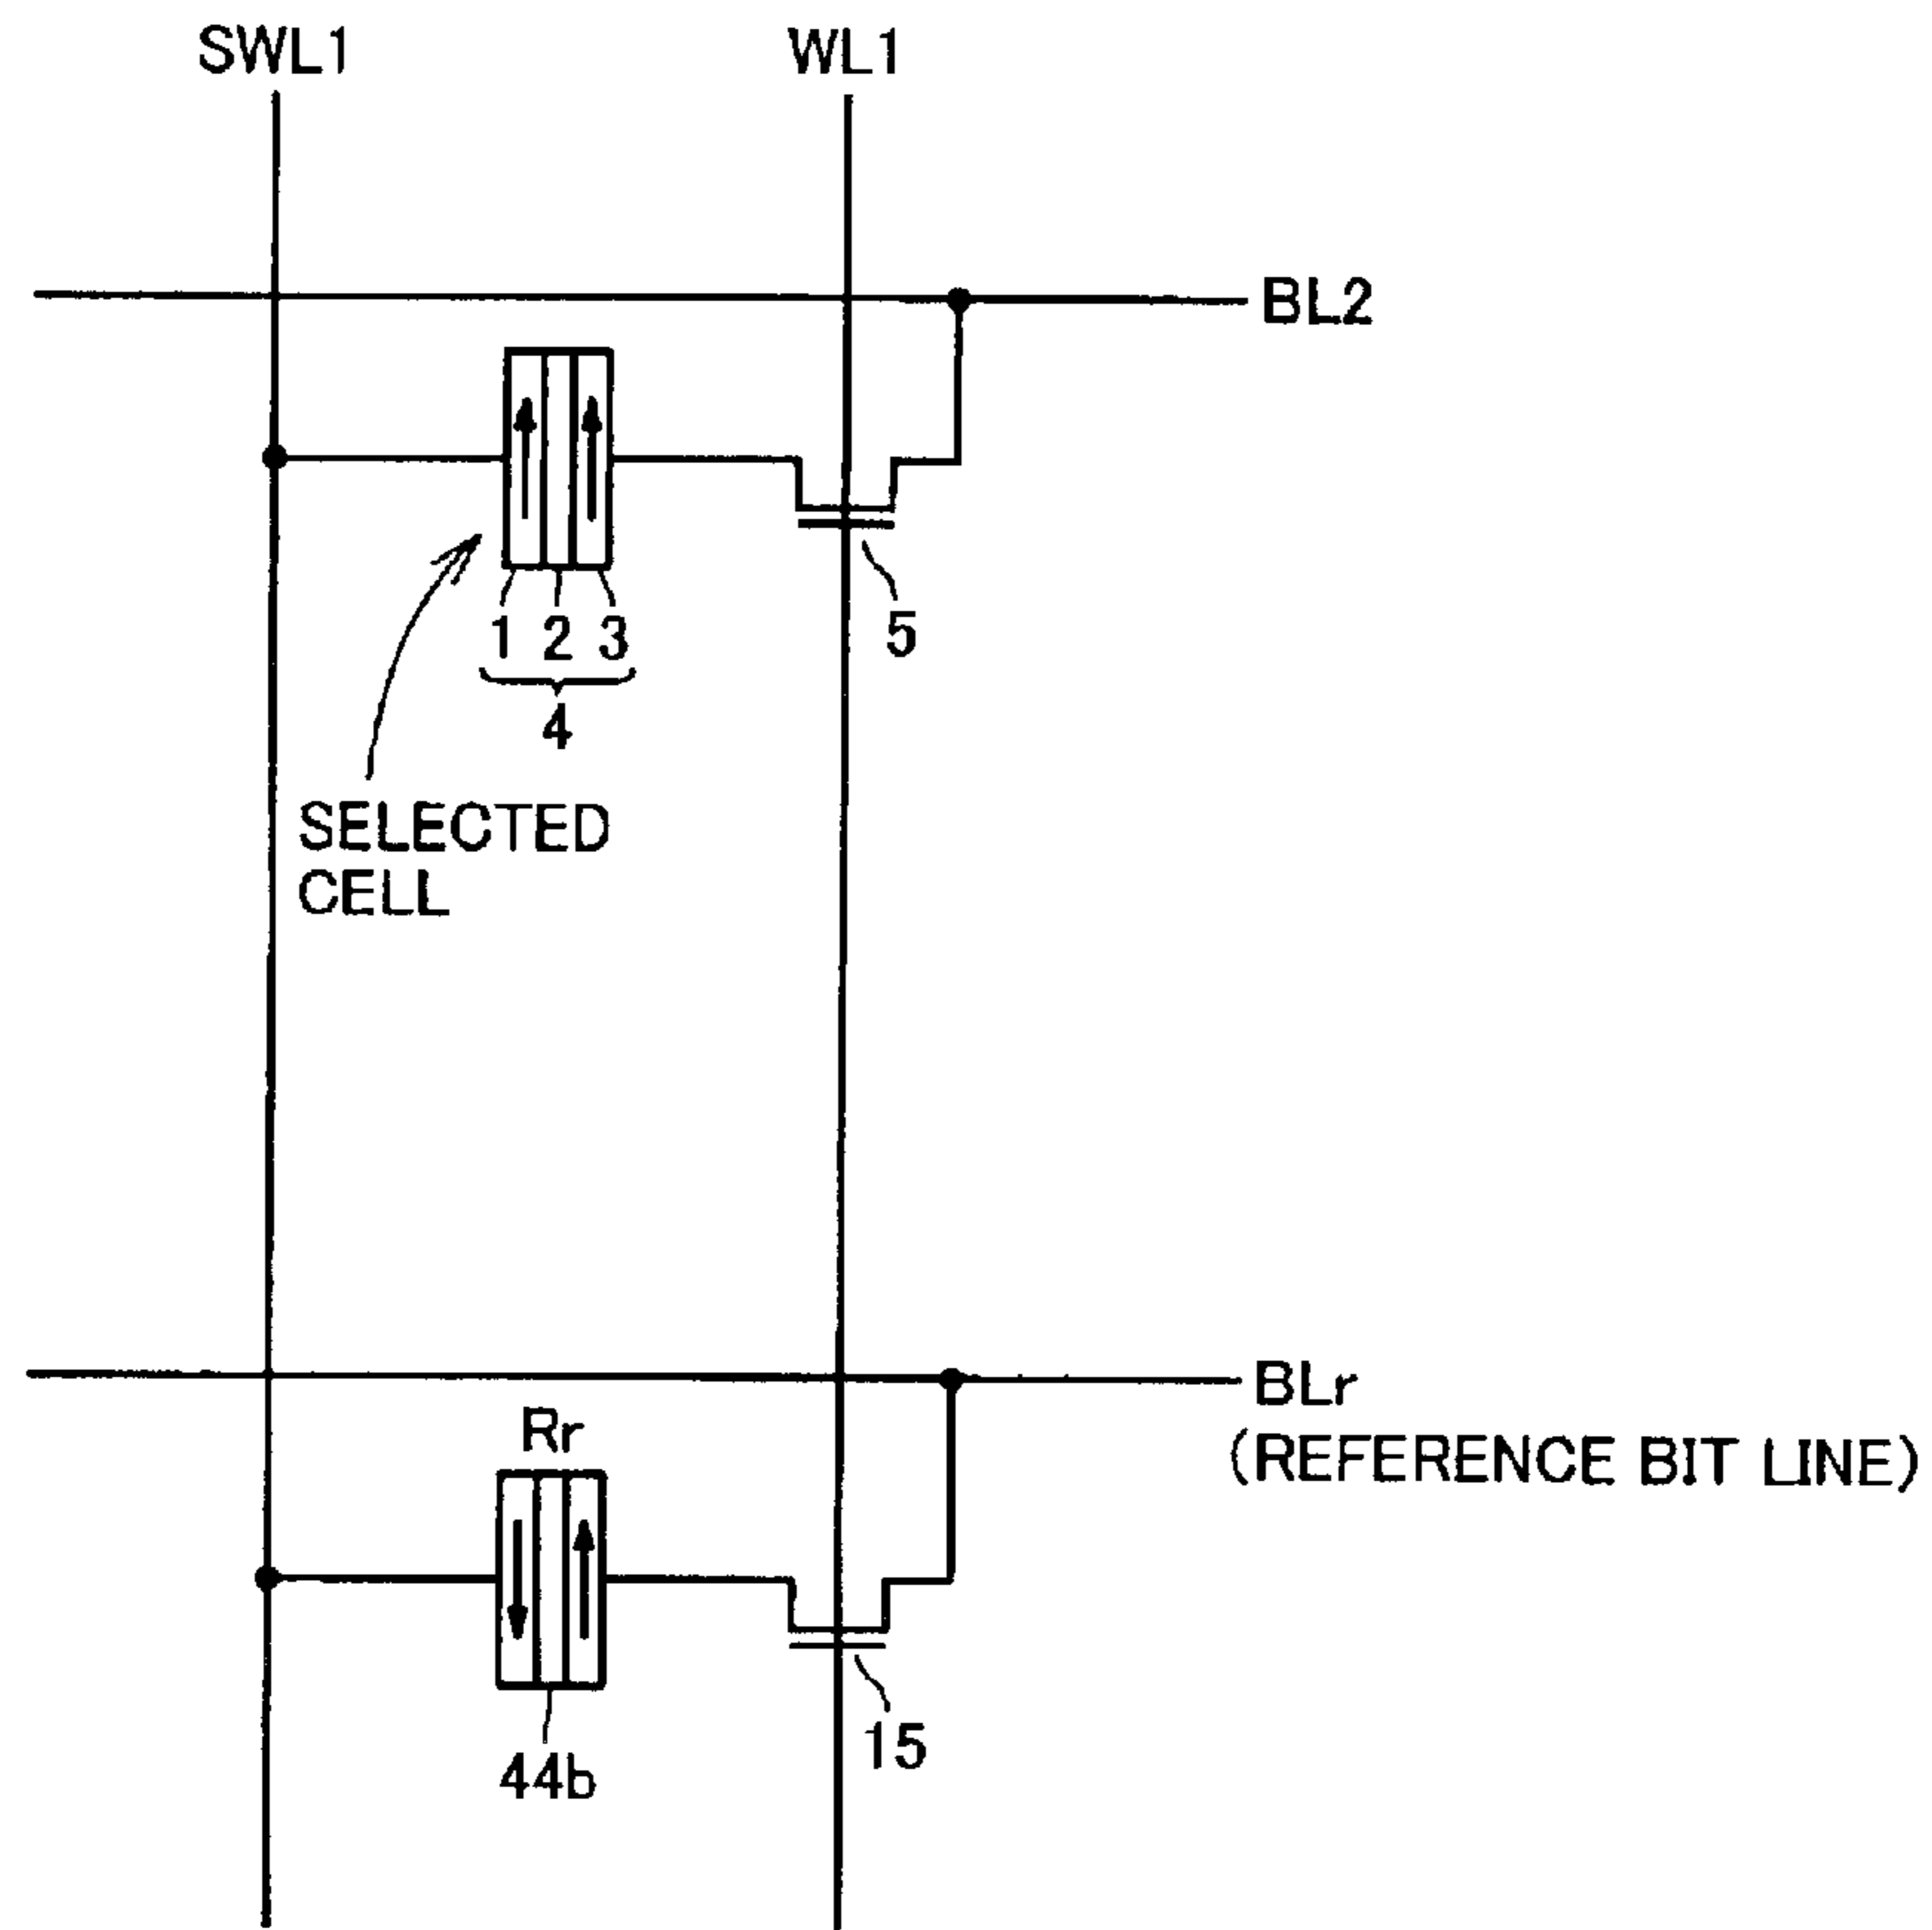 SWL1
WL1
BL2
1 2 3
5
4
SELECTED
CELL
BLr
(REFERENCE BIT LINE)
Rr
15
44b